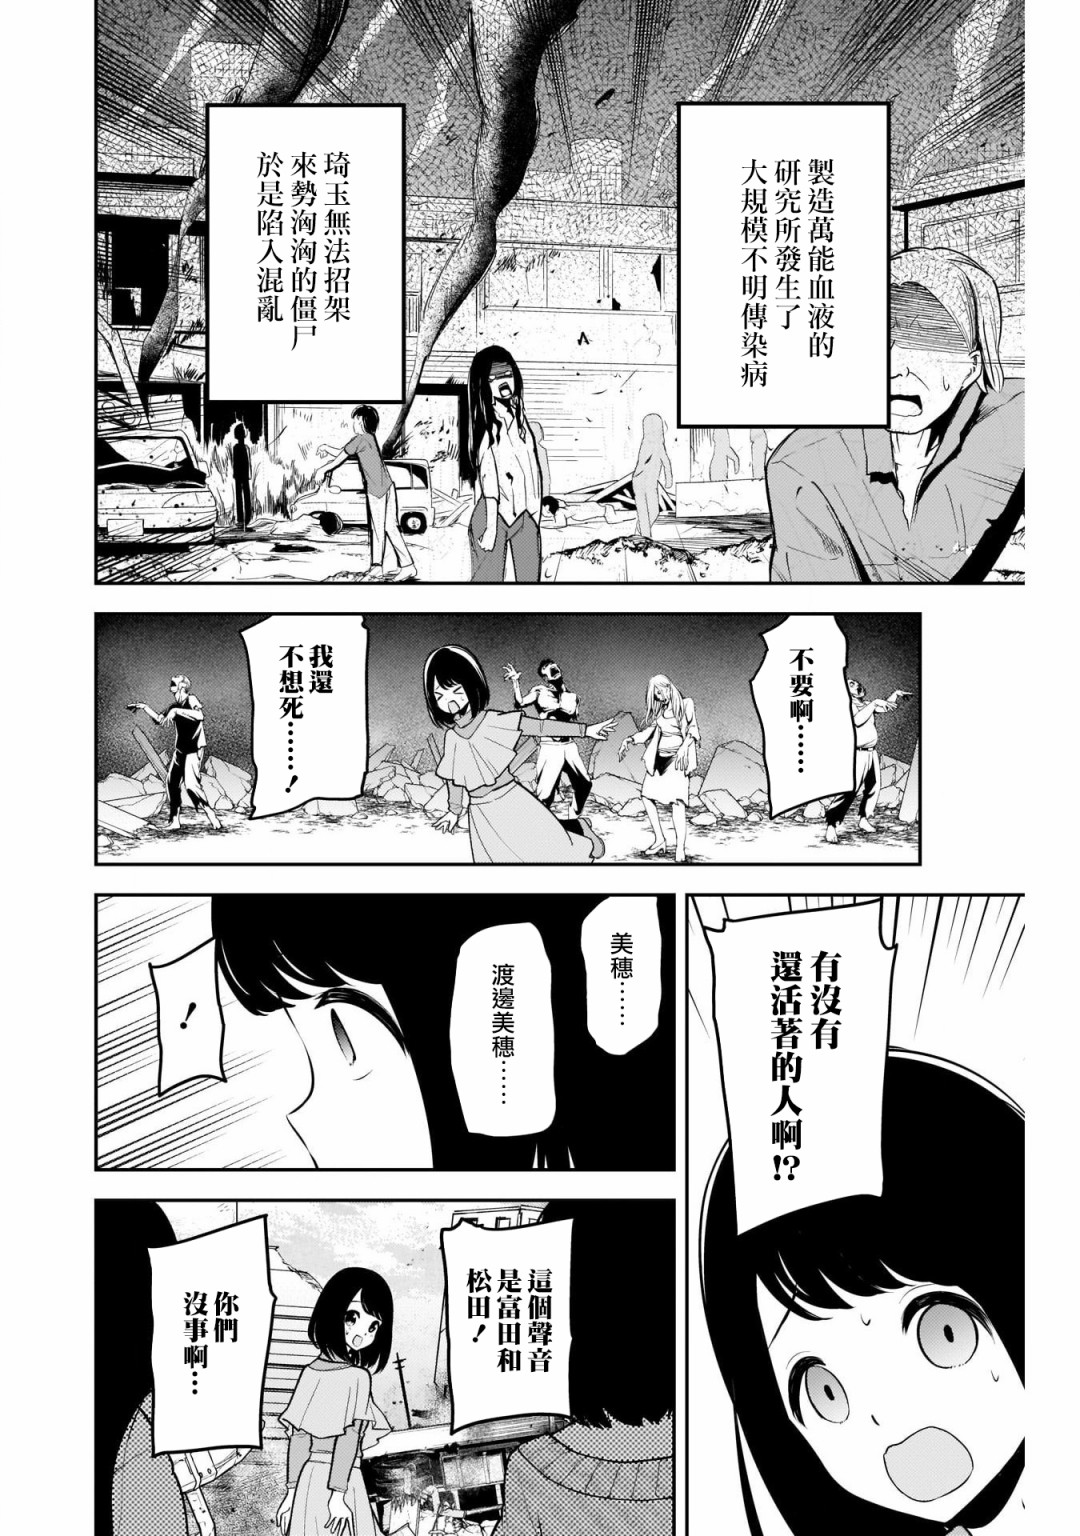 製造萬能血液的
研究所發生了
大規模不明傳染病
琦玉無法招架
來勢洶洶的僵尸
於是陷入混亂
不要啊……
我還
不想死……！
有沒有
還活著的人啊!?
美穗……
渡邊美穗……
！
這個聲音
是富田和
松田！
你們
沒事啊…